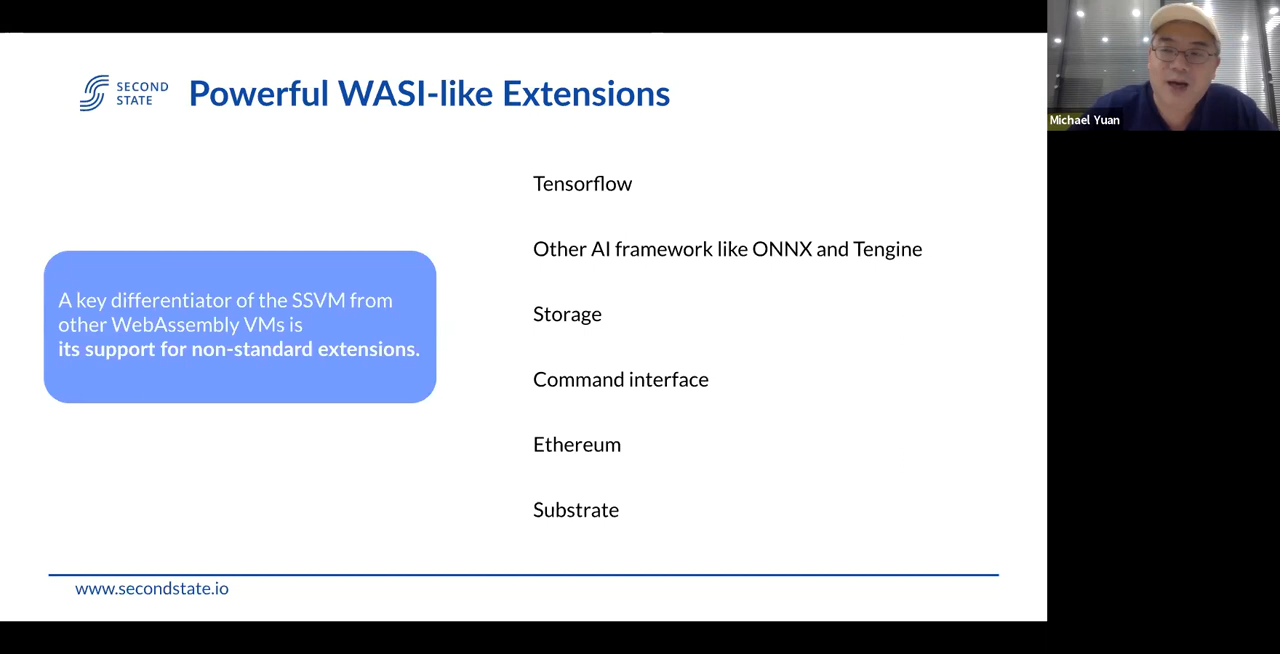 SECOND
STATE
Powerful WASI-like Extensions
A key differentiator of the SSVM from
other WebAssembly VMs is
its support for non-standard extensions.
Tensorflow
Other AI framework like ONNX and Tengine
Storage
Command interface
Ethereum
Substrate
www.secondstate.io
Michael Yuan